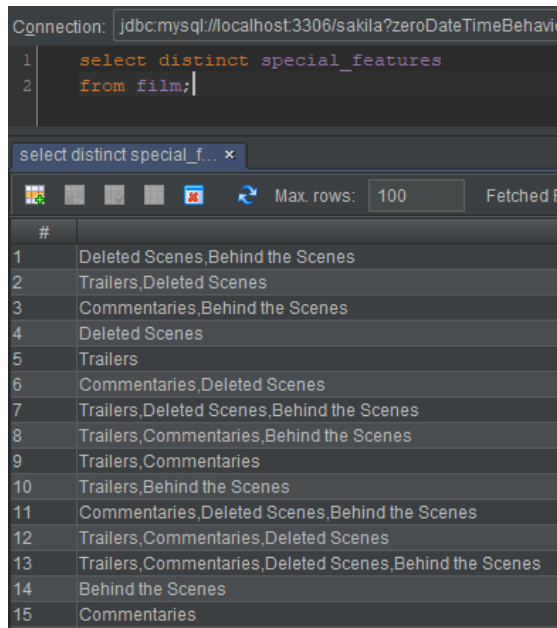 Connection: jdbc:mysql://localhost:3306/sakila?zeroDateTimeBehavi
1 select distinct special_features
2 from film;
select distinct special_f... ×
Max. rows: 100 Fetched
#
1 Deleted Scenes,Behind the Scenes
2 Trailers,Deleted Scenes
3 Commentaries,Behind the Scenes
4 Deleted Scenes
5 Trailers
6 Commentaries,Deleted Scenes
7 Trailers,Deleted Scenes,Behind the Scenes
8 Trailers,Commentaries,Behind the Scenes
9 Trailers,Commentaries
10 Trailers,Behind the Scenes
11 Commentaries,Deleted Scenes,Behind the Scenes
12 Trailers,Commentaries,Deleted Scenes
13 Trailers,Commentaries,Deleted Scenes,Behind the Scenes
14 Behind the Scenes
15 Commentaries